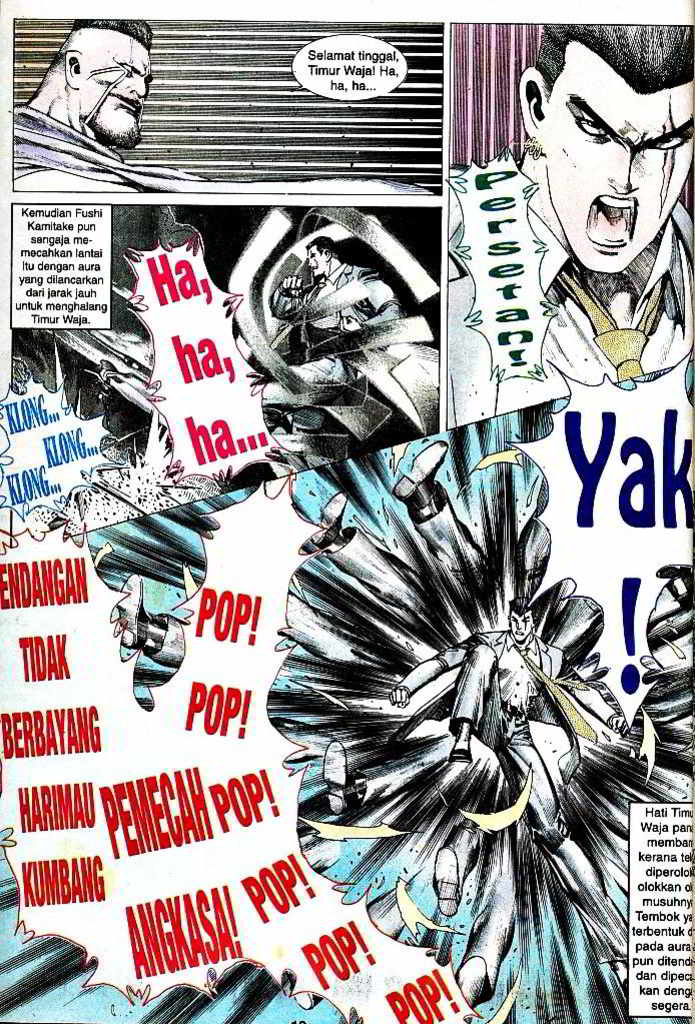 Selamat tinggal,
Timur Waja! Ha,
ha, ha...
Persetan!
Kemudian Fushi
Kamitake pun
sengaja me-
mecahkan lantai
itu dengan aura
yang dilancarkan
dari jarak jauh
untuk menghalang
Timur Waja.
Ha,
ha,
ha...
KLONG...
KLONG...
KLONG...
Yak
!
ENDANGAN
TIDAK
BERBAYANG
HARIMAU
KUMBANG
PEMECAH
ANGKASA!
POP!
POP!
POP!
POP!
POP!
POP!
Hati Timu
Waja pan
memba
kerana te
diperolok
olokkan o
musuhny
Tembok ya
terbentuk d
pada aura
pun ditend
dan dipeca
kan deng
segera.